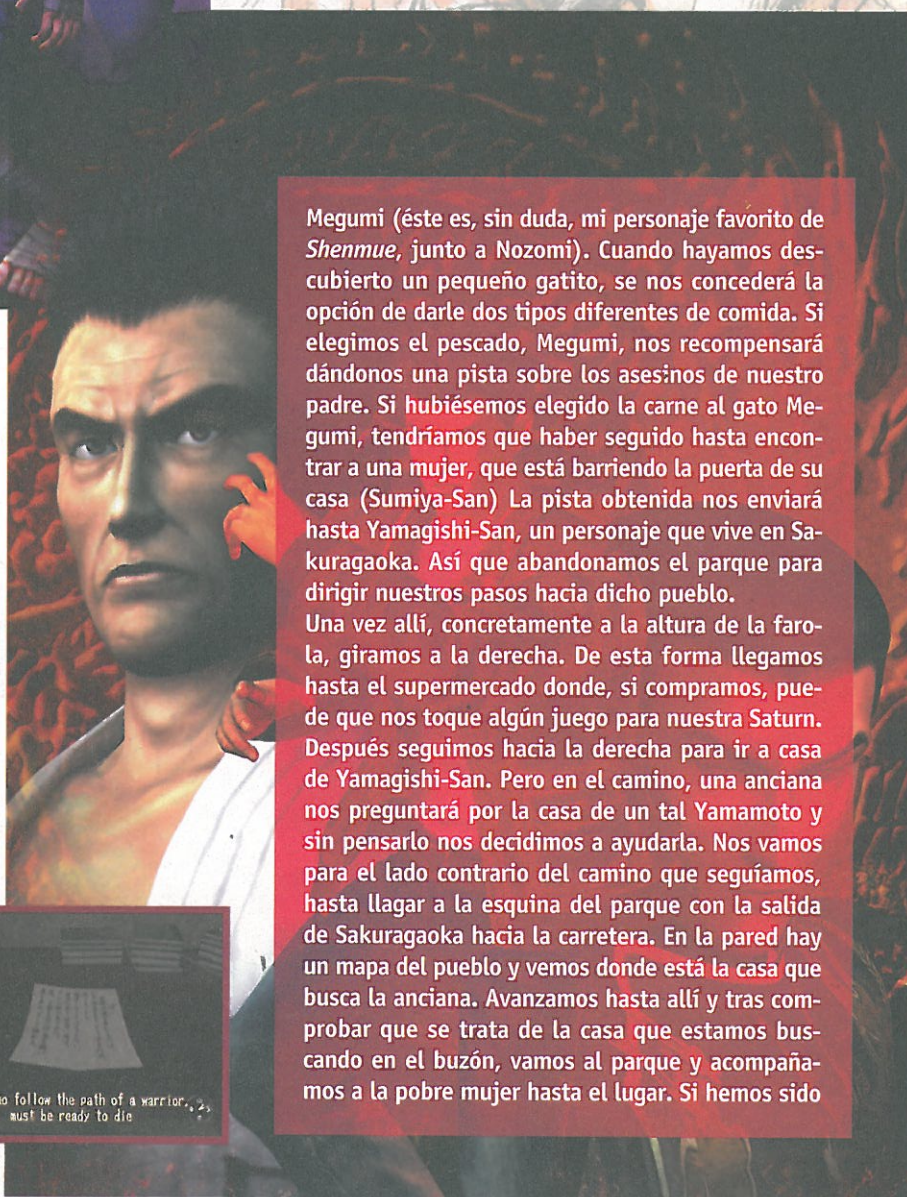 Megumi (éste es, sin duda, mi personaje favorito de
Shenmue, junto a Nozomi). Cuando hayamos des-
cubierto un pequeño gatito, se nos concederá la
opción de darle dos tipos diferentes de comida. Si
elegimos el pescado, Megumi, nos recompensará
dándonos una pista sobre los asesinos de nuestro
padre. Si hubiésemos elegido la carne al gato Me-
gumi, tendríamos que haber seguido hasta encon-
trar a una mujer, que está barriendo la puerta de su
casa (Sumiya-San) La pista obtenida nos enviará
hasta Yamagishi-San, un personaje que vive en Sa-
kuragaoka. Así que abandonamos el parque para
dirigir nuestros pasos hacia dicho pueblo.
Una vez allí, concretamente a la altura de la faro-
la, giramos a la derecha. De esta forma llegamos
hasta el supermercado donde, si compramos, pue-
de que nos toque algún juego para nuestra Saturn.
Después seguimos hacia la derecha para ir a casa
de Yamagishi-San. Pero en el camino, una anciana
nos preguntará por la casa de un tal Yamamoto y
sin pensarlo nos decidimos a ayudarla. Nos vamos
para el lado contrario del camino que seguíamos,
hasta llagar a la esquina del parque con la salida
de Sakuragaoka hacia la carretera. En la pared hay
un mapa del pueblo y vemos donde está la casa que
busca la anciana. Avanzamos hasta allí y tras com-
probar que se trata de la casa que estamos bus-
cando en el buzón, vamos al parque y acompaña-
mos a la pobre mujer hasta el lugar. Si hemos sido
follow the path of a warrior,
must be ready to die